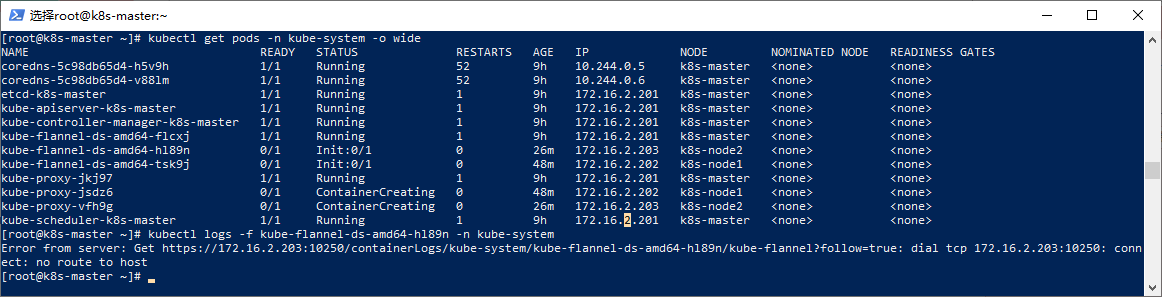 选择root@k8s-master:~
[root@k8s-master ~]# kubectl get pods -n kube-system -o wide
NAME READY STATUS RESTARTS AGE IP NODE NOMINATED NODE READINESS GATES
coredns-5c98db65d4-h5v9h 1/1 Running 52 9h 10.244.0.5 k8s-master <none> <none>
coredns-5c98db65d4-v88lm 1/1 Running 52 9h 10.244.0.6 k8s-master <none> <none>
etcd-k8s-master 1/1 Running 1 9h 172.16.2.201 k8s-master <none> <none>
kube-apiserver-k8s-master 1/1 Running 1 9h 172.16.2.201 k8s-master <none> <none>
kube-controller-manager-k8s-master 1/1 Running 1 9h 172.16.2.201 k8s-master <none> <none>
kube-flannel-ds-amd64-flcxj 1/1 Running 1 9h 172.16.2.201 k8s-master <none> <none>
kube-flannel-ds-amd64-hl89n 0/1 Init:0/1 0 26m 172.16.2.203 k8s-node2 <none> <none>
kube-flannel-ds-amd64-tsk9j 0/1 Init:0/1 0 48m 172.16.2.202 k8s-node1 <none> <none>
kube-proxy-jkj97 1/1 Running 1 9h 172.16.2.201 k8s-master <none> <none>
kube-proxy-jsdz6 0/1 ContainerCreating 0 48m 172.16.2.202 k8s-node1 <none> <none>
kube-proxy-vfh9g 0/1 ContainerCreating 0 26m 172.16.2.203 k8s-node2 <none> <none>
kube-scheduler-k8s-master 1/1 Running 1 9h 172.16.2.201 k8s-master <none> <none>
[root@k8s-master ~]# kubectl logs -f kube-flannel-ds-amd64-hl89n -n kube-system
Error from server: Get https://172.16.2.203:10250/containerLogs/kube-system/kube-flannel-ds-amd64-hl89n/kube-flannel?follow=true: dial tcp 172.16.2.203:10250: conn
ect: no route to host
[root@k8s-master ~]#